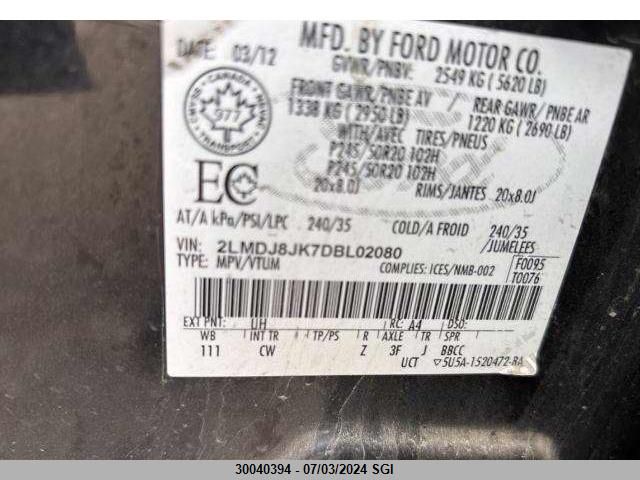 MFD. BY FORD MOTOR CO.
DATE: 03/12
GVWR/PNBV: 2549 KG ( 5620 LB)
FRONT GAWR/PNBE AV / REAR GAWR/PNBE AR
1338 KG (2950 LB) 1220 KG (2690 LB)
WITH/AVEC TIRES/PNEUS
P245/50R20 102H
P245/50R20 102H
20x8.0J RIMS/JANTES 20x8.0J
CANADA
977
TRANSPORT
EC
AT/A kPa/PSI/LPC 240/35 COLD/A FROID 240/35
/JUMELEES
VIN: 2LMDJ8JK7DBL02080
TYPE: MPV/VTUM COMPLIES: ICES/NMB-002
F0095
T0076
EXT PNT: UH RC: A4 DSO:
WB INT TR TP/PS R AXLE TR SPR
111 CW Z 3F J BBCC
UCT ▽5U5A-1520472-BA
30040394 - 07/03/2024 SGI